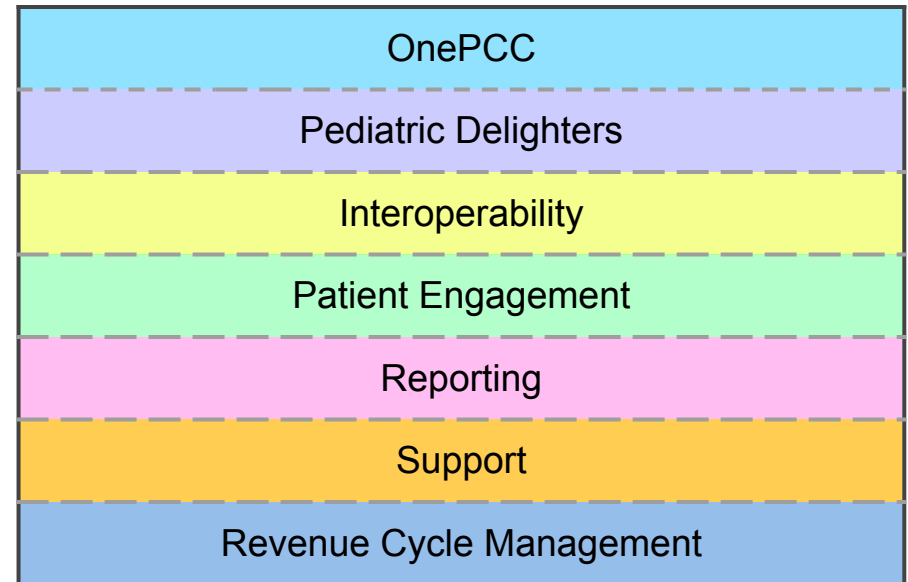 OnePCC
Pediatric Delighters
Interoperability
Patient Engagement
Reporting
Support
Revenue Cycle Management